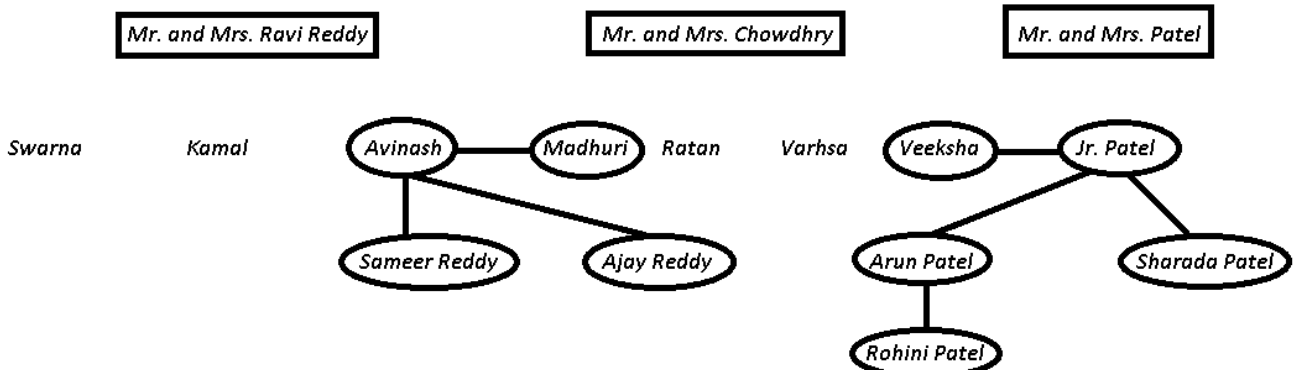 Mr. and Mrs. Ravi Reddy Mr. and Mrs. Chowdhry Mr. and Mrs. Patel
Swarna Kamal Avinash Madhuri Ratan Varhsa Veeksha Jr. Patel
Sameer Reddy Ajay Reddy Arun Patel Sharada Patel
Rohini Patel